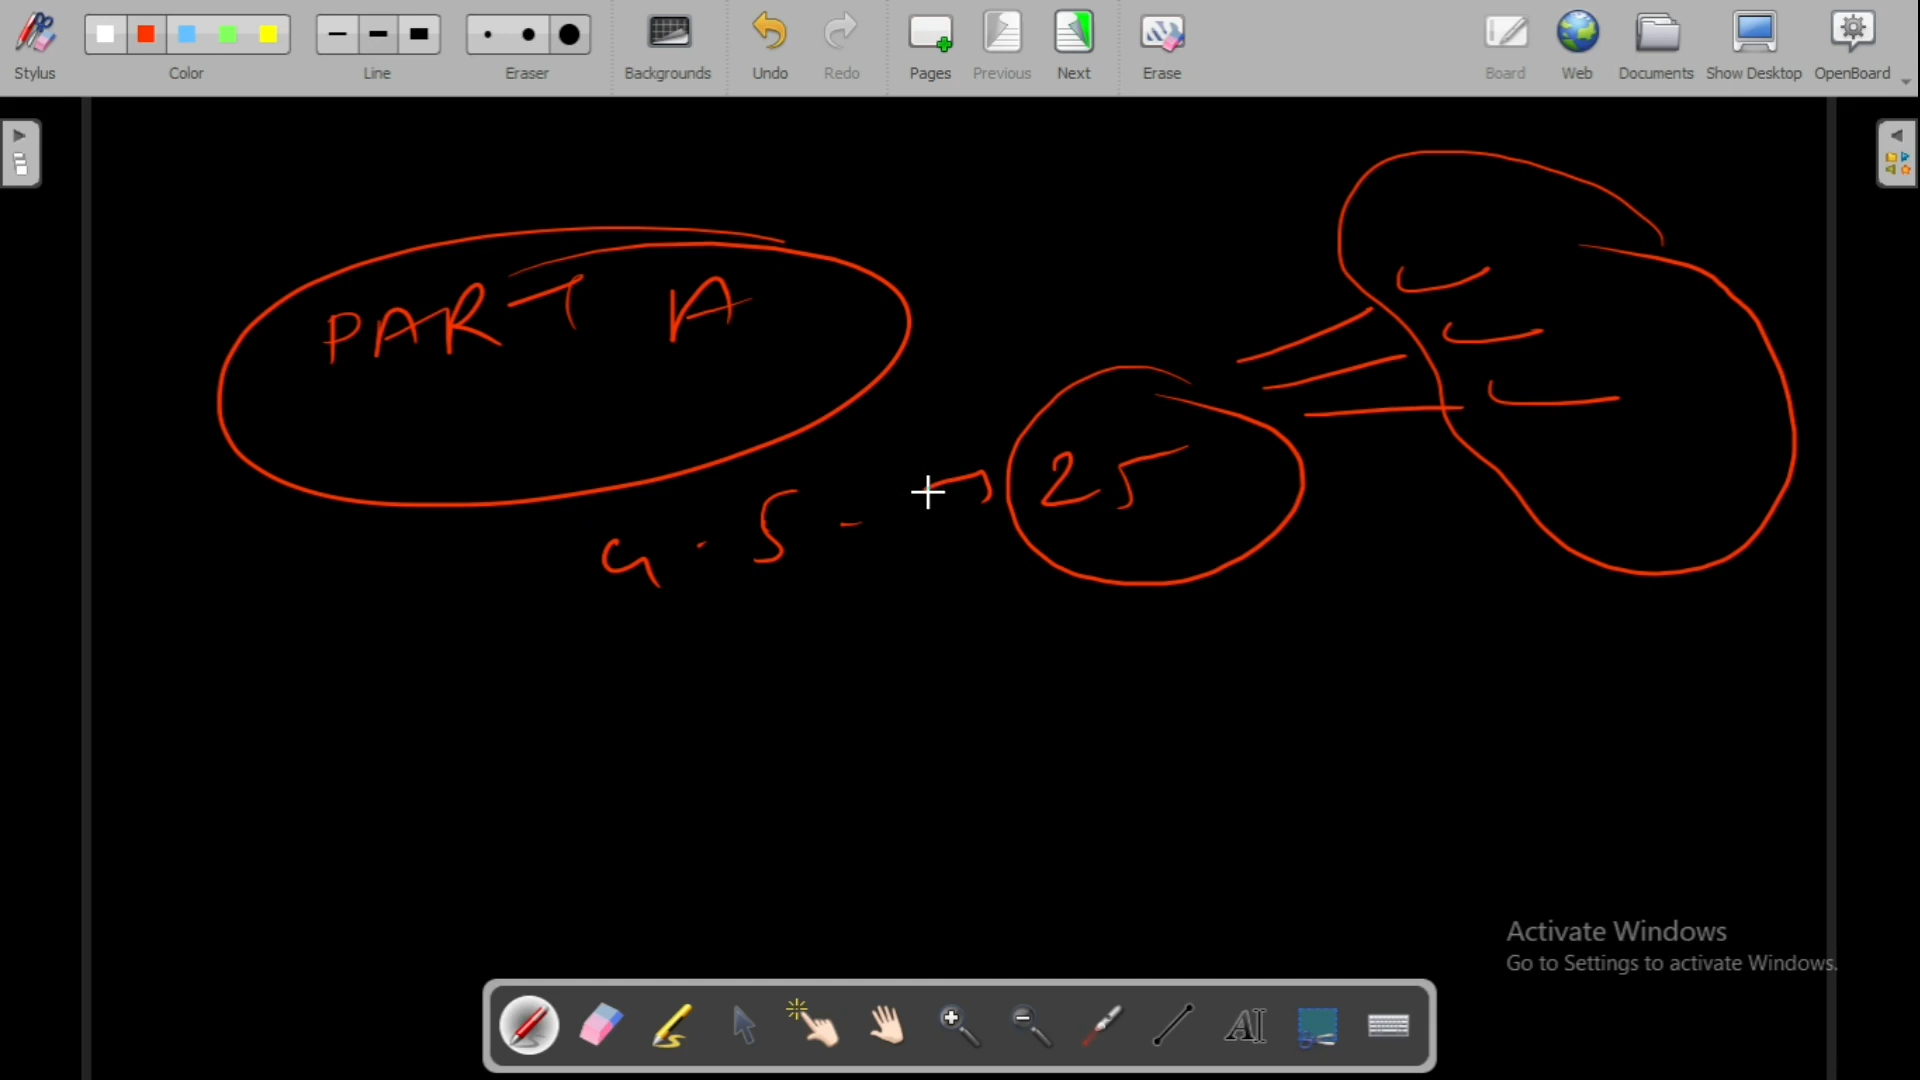 Stylus Color Line Eraser Backgrounds Undo Redo Pages Previous Next Erase Board Web Documents Show Desktop OpenBoard
PART A
25
4 - 5 -
Activate Windows
Go to Settings to activate Windows.
AI